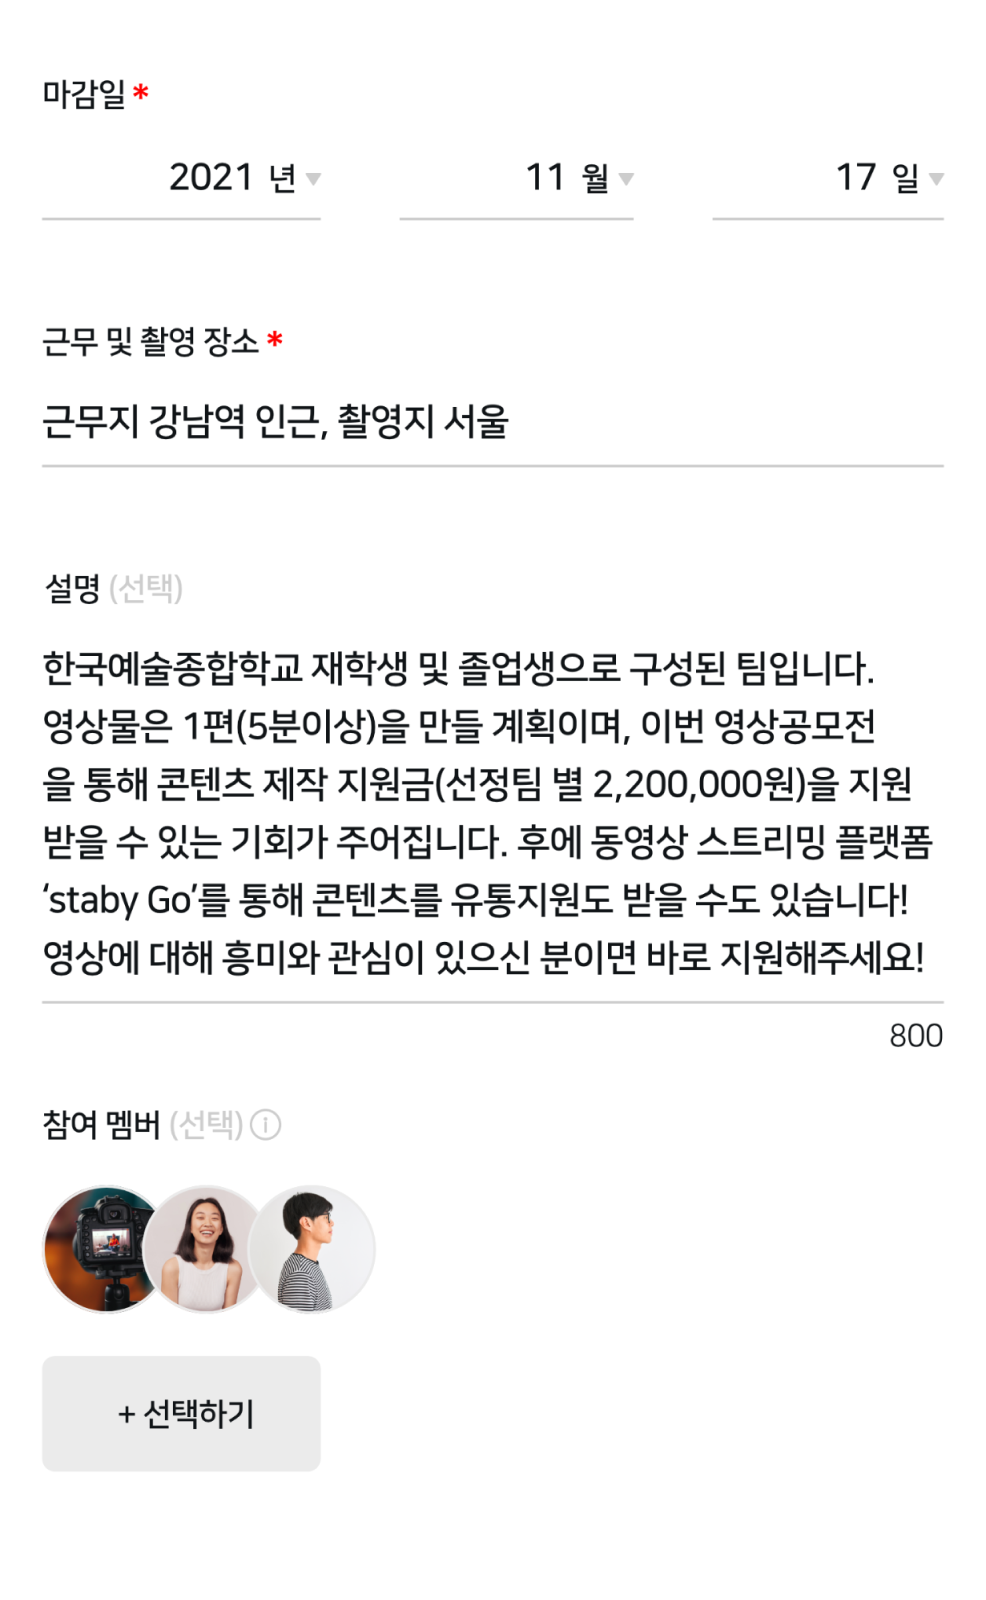 마감일 *
2021 년 11 월 17 일
근무 및 촬영 장소 *
근무지 강남역 인근, 촬영지 서울
설명 (선택)
한국예술종합학교 재학생 및 졸업생으로 구성된 팀입니다.
영상물은 1편(5분이상)을 만들 계획이며, 이번 영상공모전
을 통해 콘텐츠 제작 지원금(선정팀 별 2,200,000원)을 지원
받을 수 있는 기회가 주어집니다. 후에 동영상 스트리밍 플랫폼
‘staby Go’를 통해 콘텐츠를 유통지원도 받을 수도 있습니다!
영상에 대해 흥미와 관심이 있으신 분이면 바로 지원해주세요!
800
참여 멤버 (선택) i
+ 선택하기